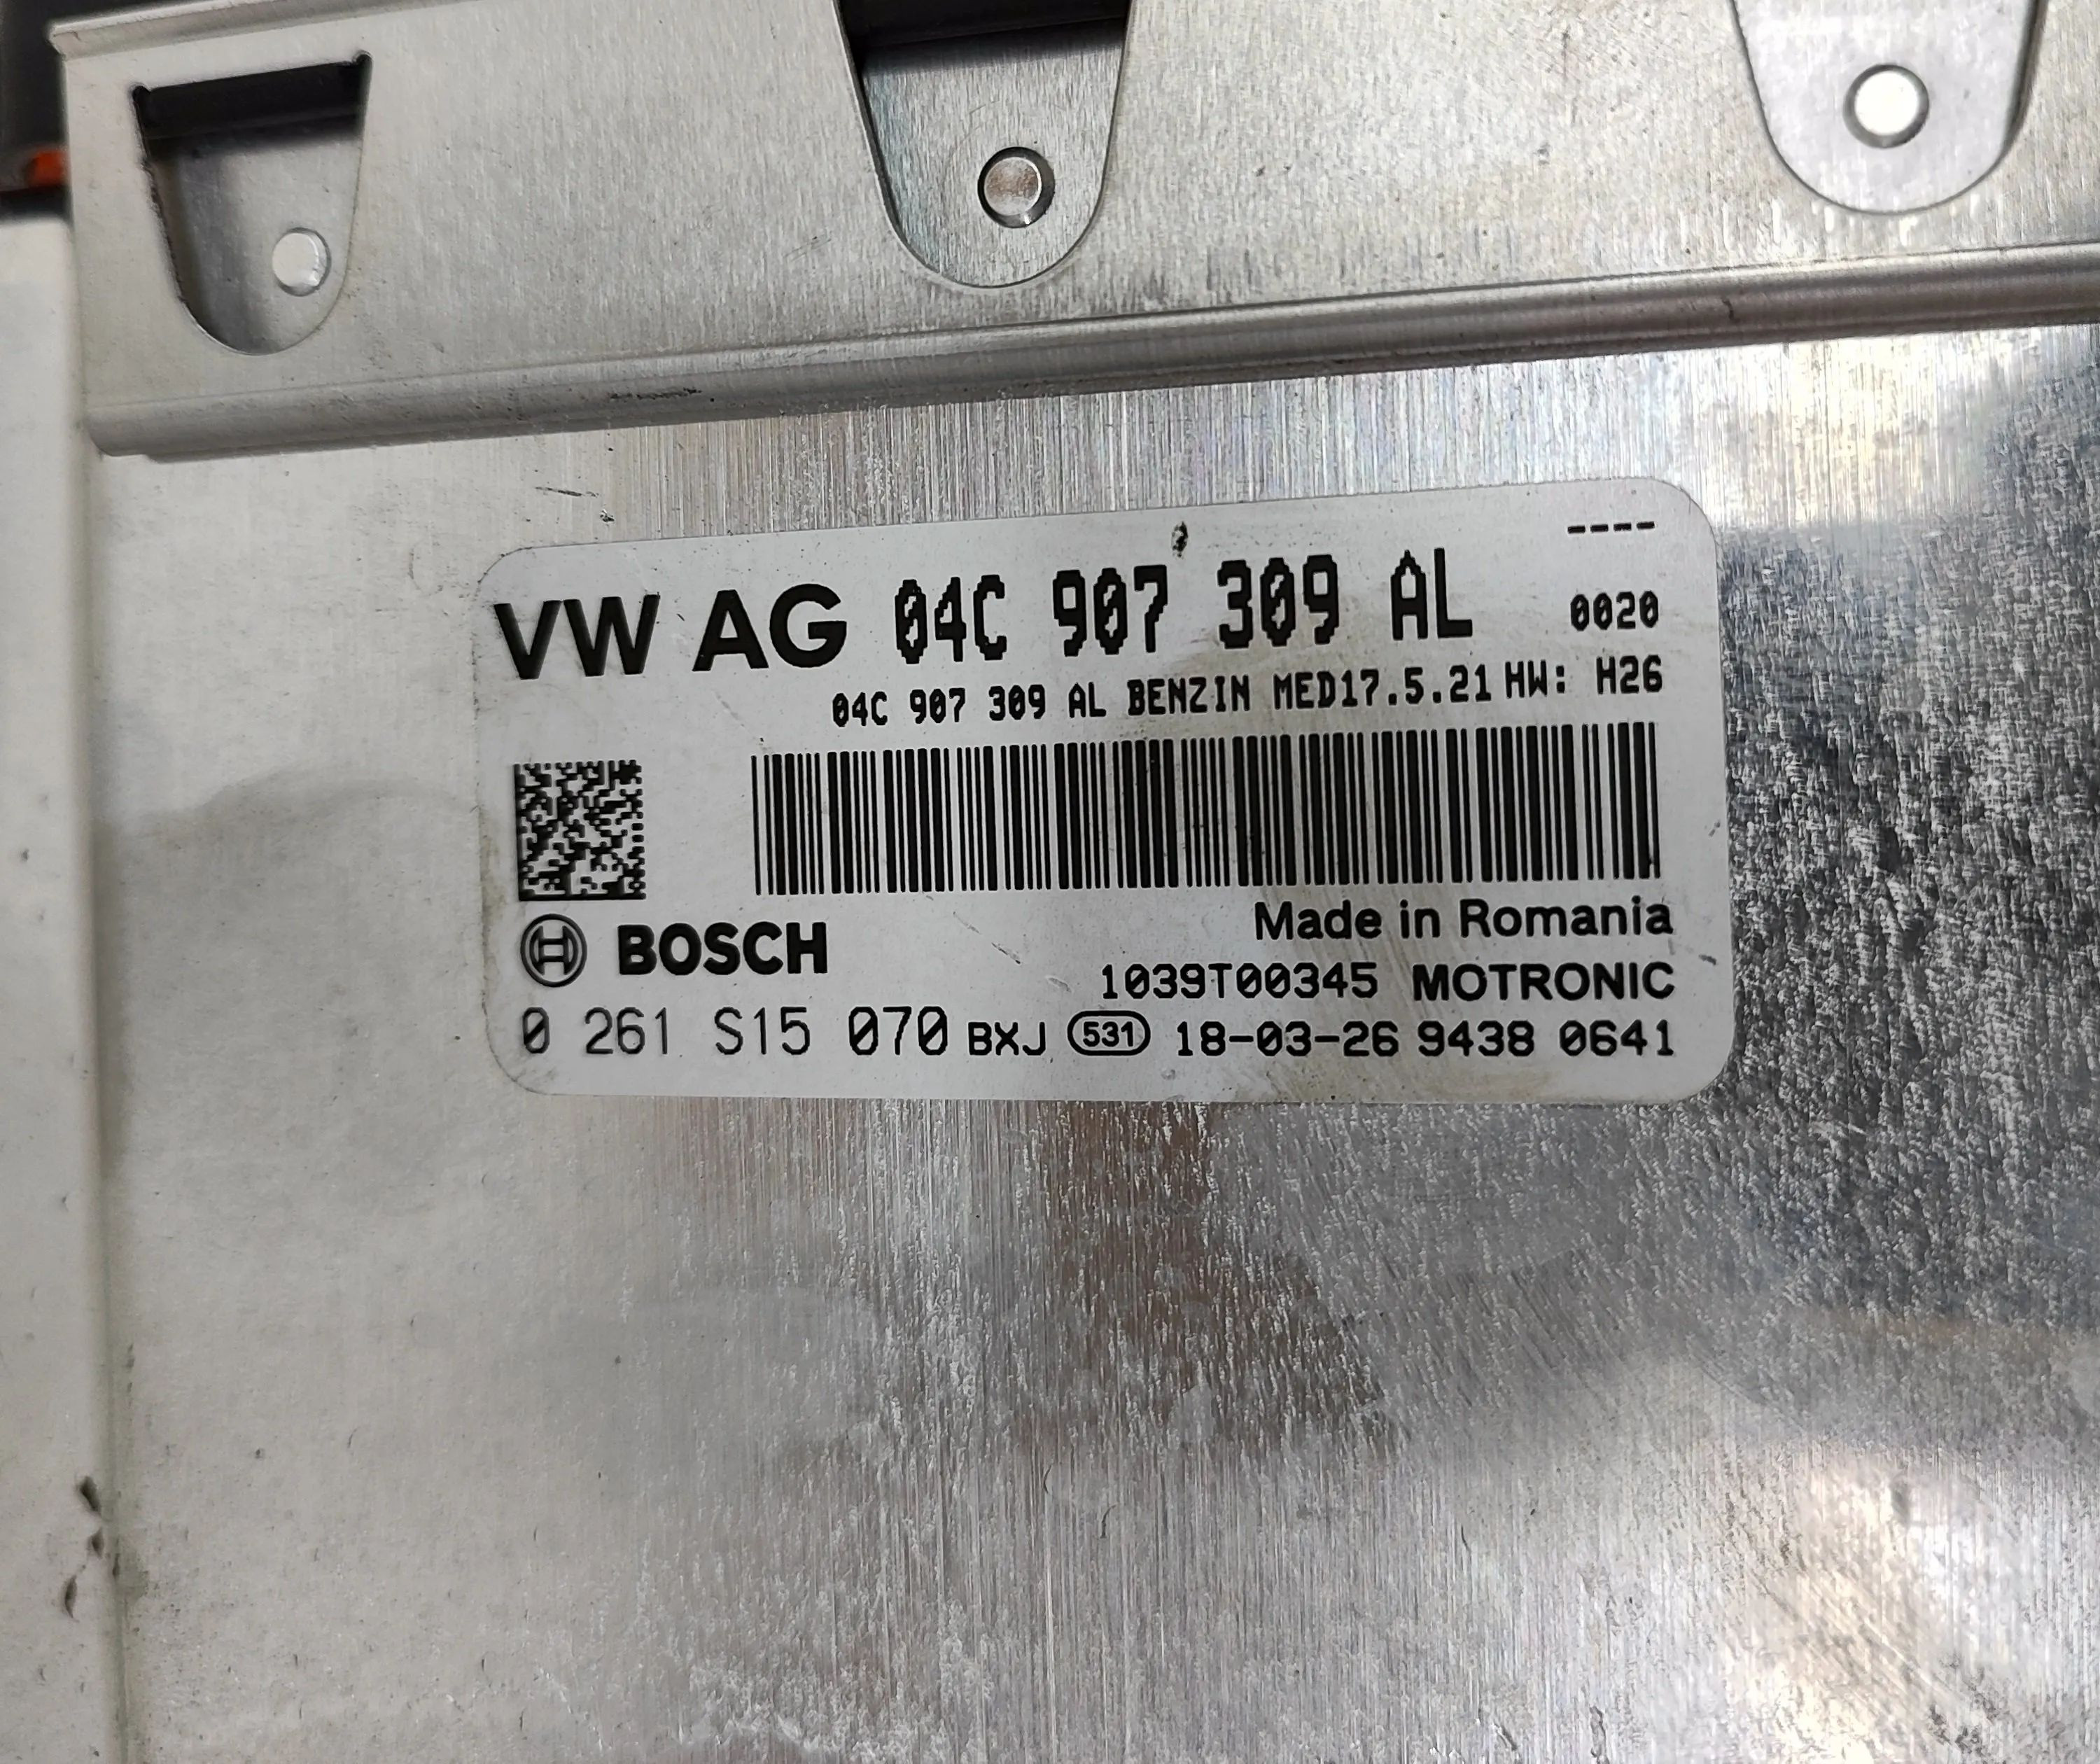 ----
VW AG 04C 907 309 AL 0020
04C 907 309 AL BENZIN MED17.5.21 HW: H26
BOSCH
Made in Romania
1039T00345 MOTRONIC
0 261 S15 070 BXJ 531 18-03-26 9438 0641